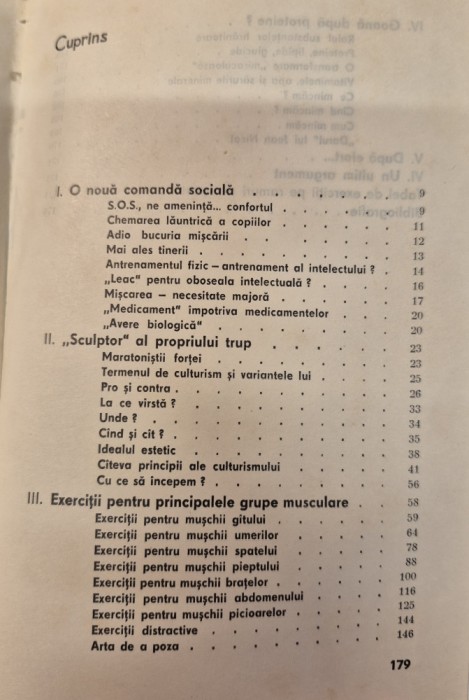 Cuprins
I. O nouă comandă socială . . . . . . . 9
S.O.S., ne amenință... confortul . . . . . . . 9
Chemarea lăuntrică a copiilor . . . . . . . 11
Adio bucuria mișcării . . . . . . . 12
Mai ales tinerii . . . . . . . 13
Antrenamentul fizic – antrenament al intelectului ? . 14
„Leac" pentru oboseala intelectuală ? . . . . . 16
Mișcarea – necesitate majoră . . . . . . . 17
„Medicament" împotriva medicamentelor . . . . 20
„Avere biologică" . . . . . . . 20
II. „Sculptor" al propriului trup . . . . . 23
Maratoniștii forței . . . . . . . 23
Termenul de culturism și variantele lui . . . . 25
Pro și contra . . . . . . . 26
La ce vîrstă ? . . . . . . . 33
Unde ? . . . . . . . 34
Cînd și cît ? . . . . . . . 35
Idealul estetic . . . . . . . 38
Cîteva principii ale culturismului . . . . . 41
Cu ce să începem ? . . . . . . . 56
III. Exerciții pentru principalele grupe musculare . . 58
Exerciții pentru mușchii gîtului . . . . . . 59
Exerciții pentru mușchii umerilor . . . . . 64
Exerciții pentru mușchii spatelui . . . . . 78
Exerciții pentru mușchii pieptului . . . . . 88
Exerciții pentru mușchii brațelor . . . . . 100
Exerciții pentru mușchii abdomenului . . . . 116
Exerciții pentru mușchii picioarelor . . . . 125
Exerciții distractive . . . . . . . 144
Arta de a poza . . . . . . . 146
179